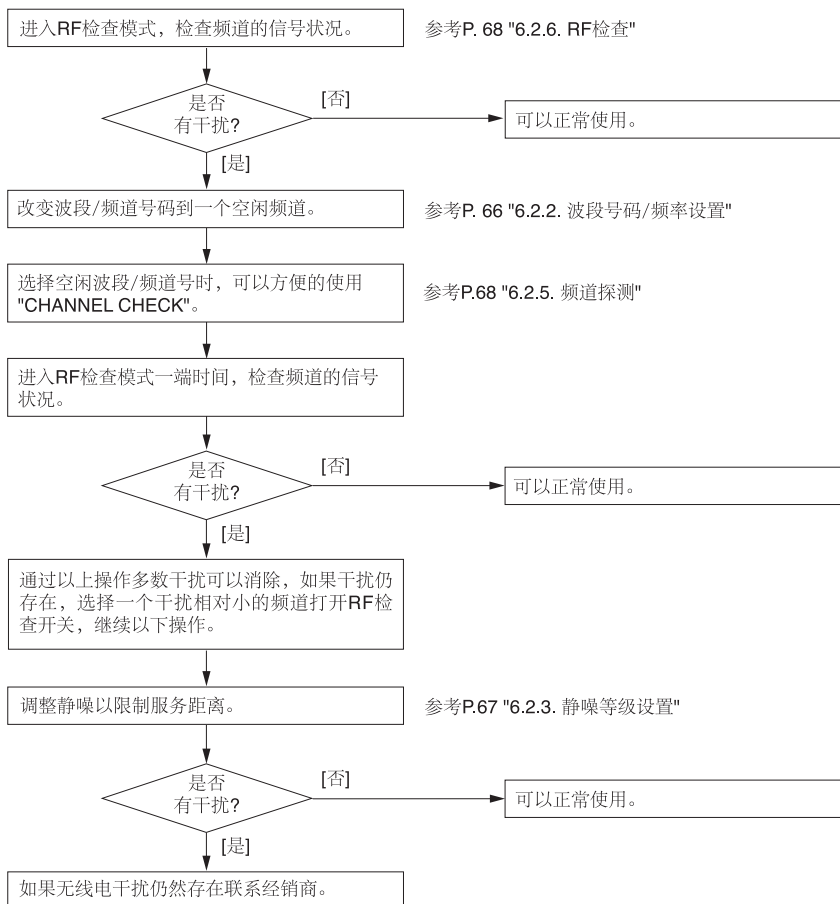 进入RF检查模式，检查频道的信号状况。
参考P. 68 "6.2.6. RF检查"
是否
有干扰?
[否]
可以正常使用。
[是]
改变波段/频道号码到一个空闲频道。
参考P. 66 "6.2.2. 波段号码/频率设置"
选择空闲波段/频道号时，可以方便的使用
"CHANNEL CHECK"。
参考P.68 "6.2.5. 频道探测"
进入RF检查模式一端时间，检查频道的信号
状况。
是否
有干扰?
[否]
可以正常使用。
[是]
通过以上操作多数干扰可以消除，如果干扰仍
存在，选择一个干扰相对小的频道打开RF检
查开关，继续以下操作。
调整静噪以限制服务距离。
参考P.67 "6.2.3. 静噪等级设置"
是否
有干扰?
[否]
可以正常使用。
[是]
如果无线电干扰仍然存在联系经销商。